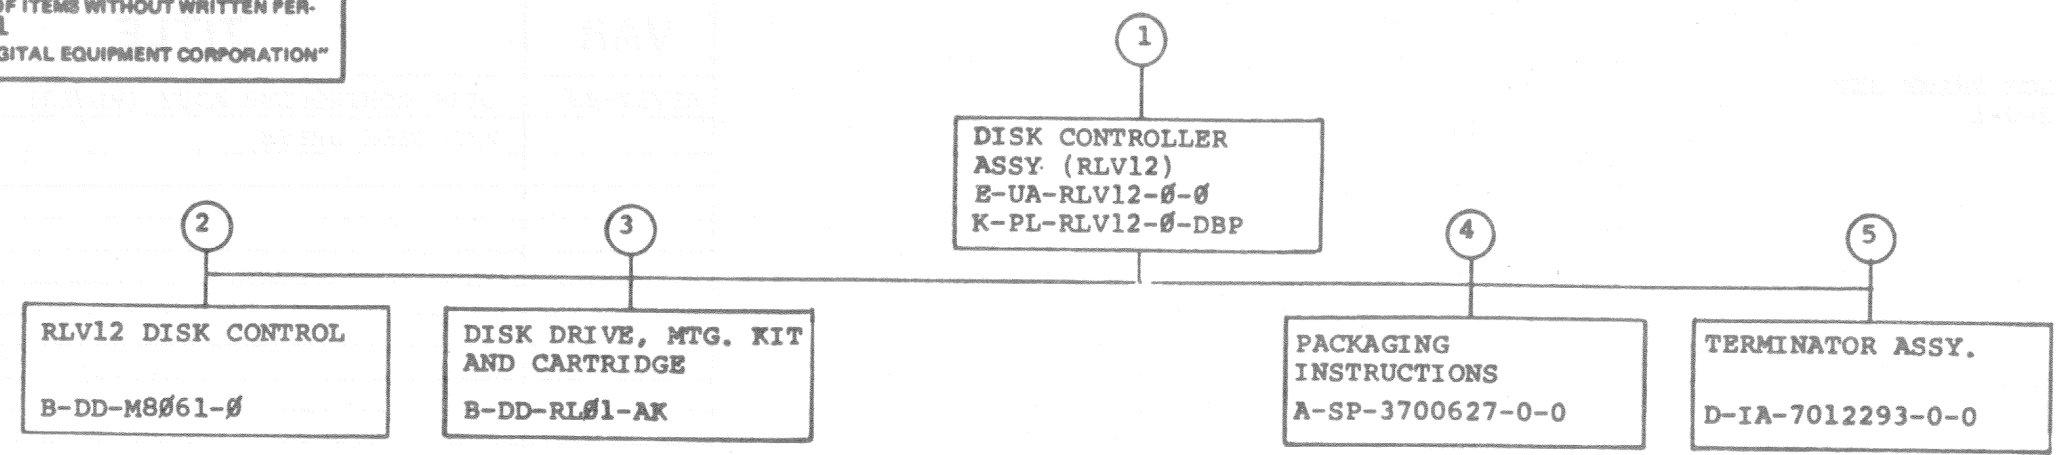 OF ITEMS WITHOUT WRITTEN PER-
GITAL EQUIPMENT CORPORATION"
1
DISK CONTROLLER
ASSY. (RLV12)
E-UA-RLV12-Ø-Ø
K-PL-RLV12-Ø-DBP
2
RLV12 DISK CONTROL
B-DD-M8Ø61-Ø
3
DISK DRIVE, MTG. KIT
AND CARTRIDGE
B-DD-RLØ1-AK
4
PACKAGING
INSTRUCTIONS
A-SP-3700627-0-0
5
TERMINATOR ASSY.
D-IA-7012293-0-0